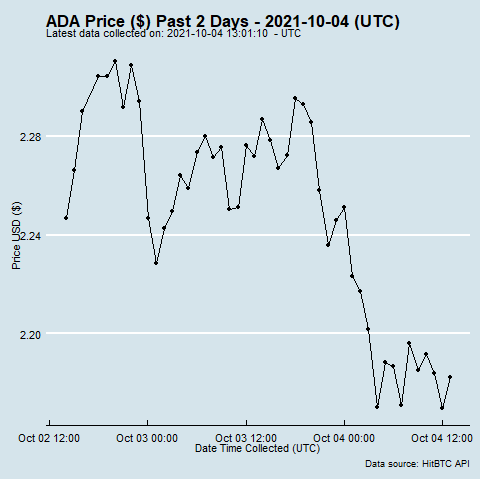 ADA Price ($) Past 2 Days - 2021-10-04 (UTC)
Latest data collected on: 2021-10-04 13:01:10 - UTC
2.28
2.24
2.20
Price USD ($)
Oct 02 12:00
Oct 03 00:00
Oct 03 12:00
Oct 04 00:00
Oct 04 12:00
Date Time Collected (UTC)
Data source: HitBTC API